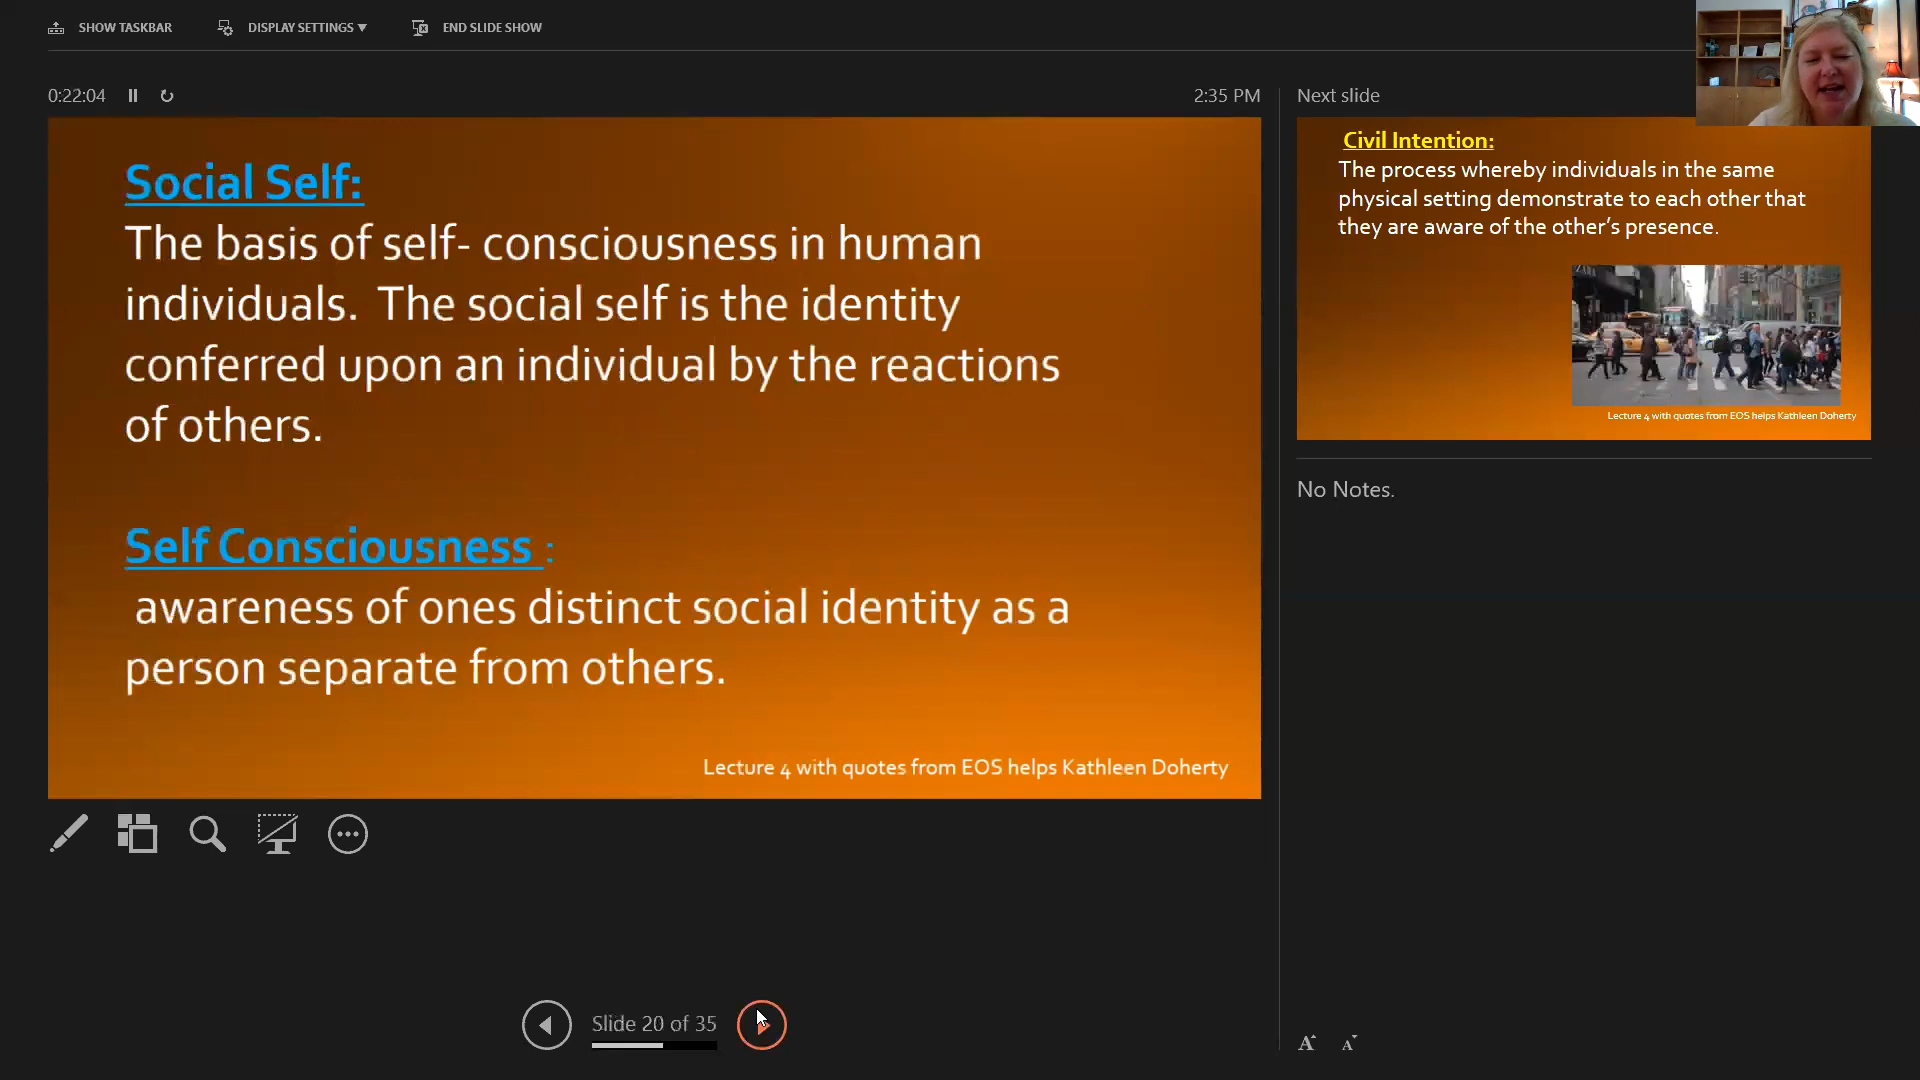 SHOW TASKBAR
DISPLAY SETTINGS ▾
END SLIDE SHOW
0:22:04
2:35 PM
Next slide
Social Self:
The basis of self- consciousness in human
individuals. The social self is the identity
conferred upon an individual by the reactions
of others.
Self Consciousness :
awareness of ones distinct social identity as a
person separate from others.
Lecture 4 with quotes from EOS helps Kathleen Doherty
Civil Intention:
The process whereby individuals in the same
physical setting demonstrate to each other that
they are aware of the other’s presence.
Lecture 4 with quotes from EOS helps Kathleen Doherty
No Notes.
Slide 20 of 35
A A